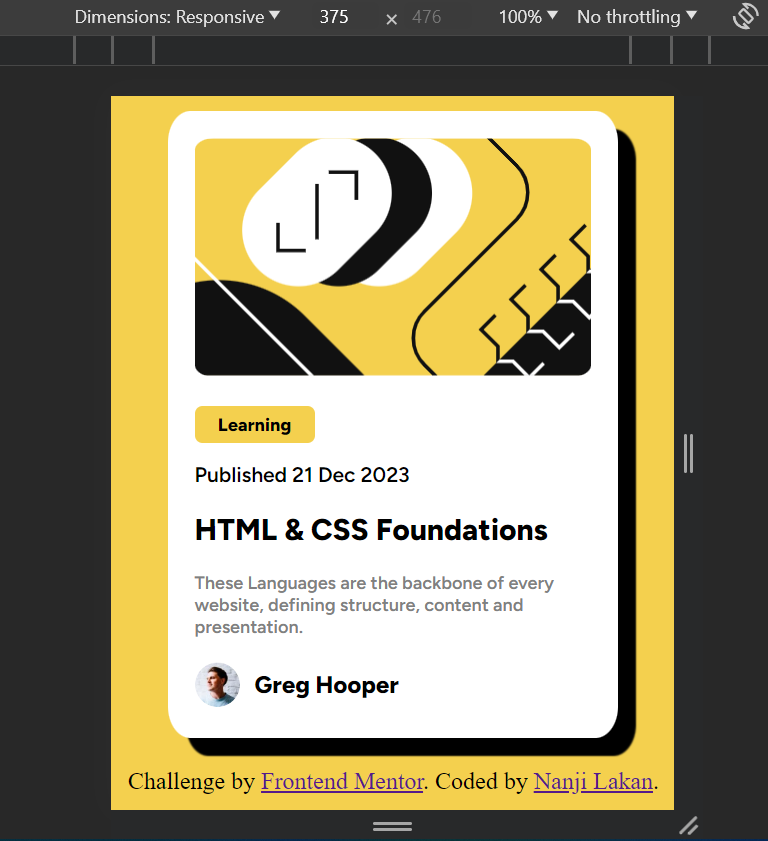 Dimensions: Responsive ▼ 375 × 476 100% ▼ No throttling ▼
Learning
Published 21 Dec 2023
HTML & CSS Foundations
These Languages are the backbone of every
website, defining structure, content and
presentation.
Greg Hooper
Challenge by Frontend Mentor. Coded by Nanji Lakan.